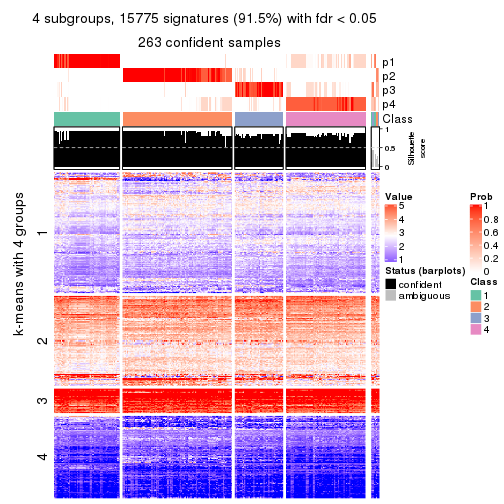 4 subgroups, 15775 signatures (91.5%) with fdr < 0.05
263 confident samples
p1
p2
p3
p4
Class
1
0.5
0
Silhouette
score
k-means with 4 groups
1
2
3
4
Value
5
4
3
2
1
Status (barplots)
confident
ambiguous
Prob
1
0.8
0.6
0.4
0.2
0
Class
1
2
3
4